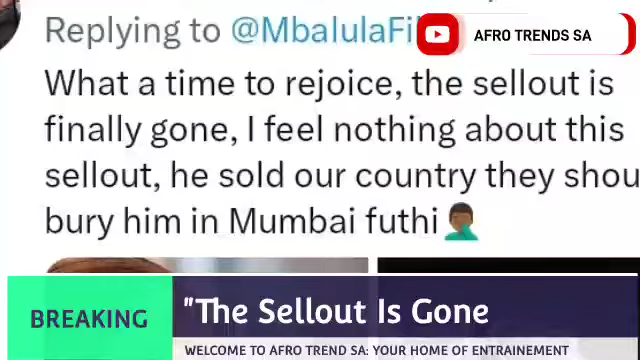 Replying to @MbalulaFi
AFRO TRENDS SA
What a time to rejoice, the sellout is
finally gone, I feel nothing about this
sellout, he sold our country they shou
bury him in Mumbai futhi
BREAKING
"The Sellout Is Gone
WELCOME TO AFRO TREND SA: YOUR HOME OF ENTRAINEMENT